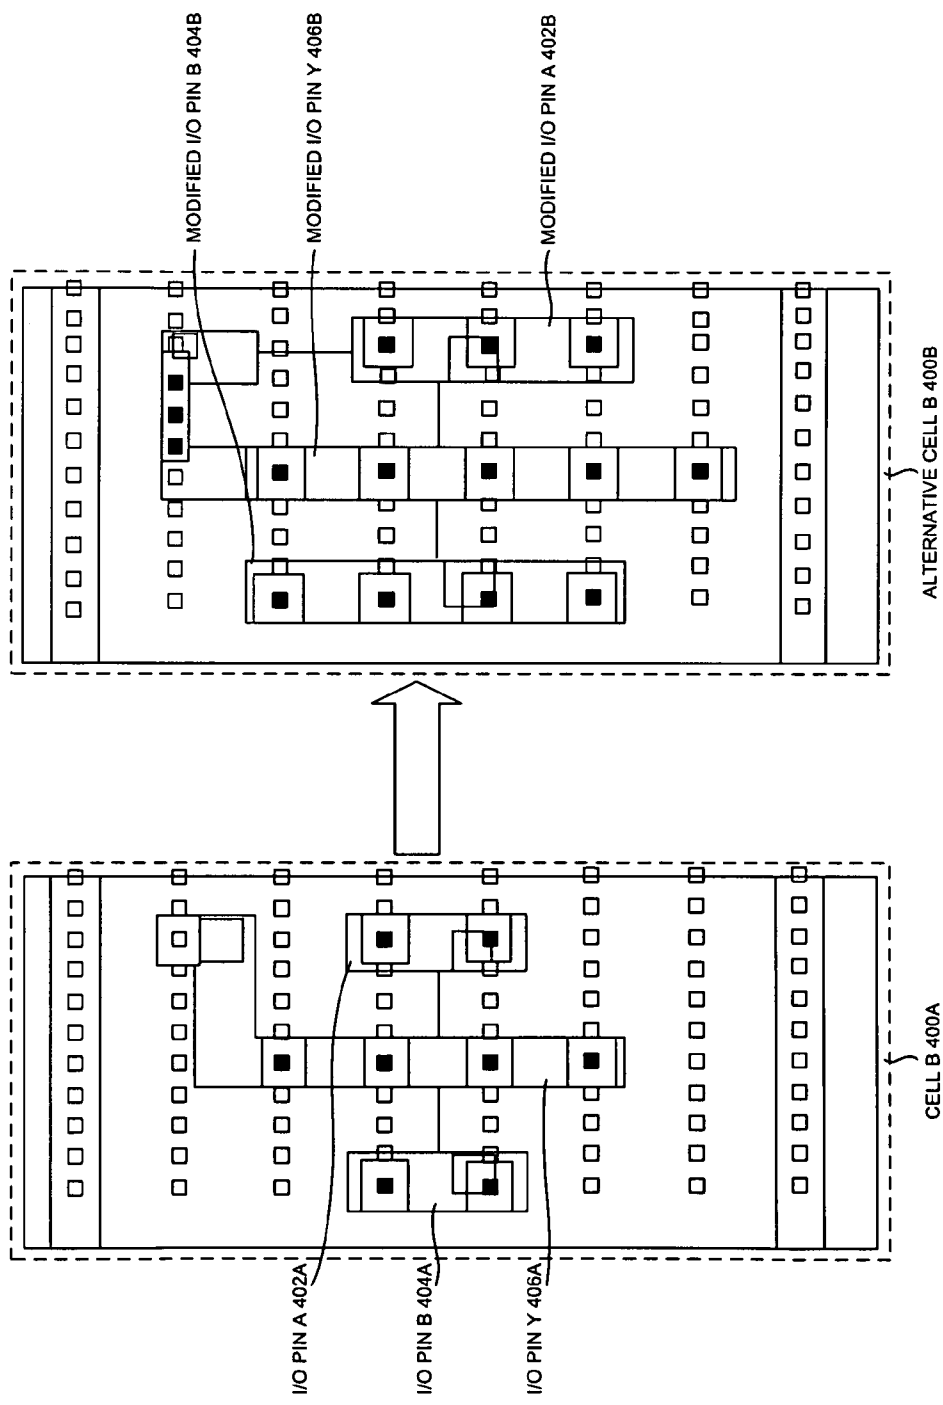 I/O PIN A 402A
I/O PIN B 404A
I/O PIN Y 406A
CELL B 400A
MODIFIED I/O PIN B 404B
MODIFIED I/O PIN Y 406B
MODIFIED I/O PIN A 402B
ALTERNATIVE CELL B 400B